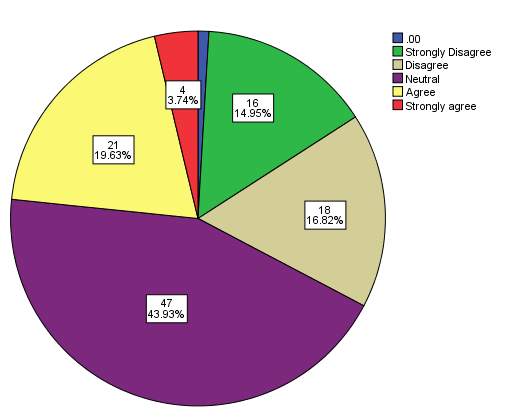 .00
Strongly Disagree
Disagree
Neutral
Agree
Strongly agree
4
3.74%
16
14.95%
21
19.63%
18
16.82%
47
43.93%